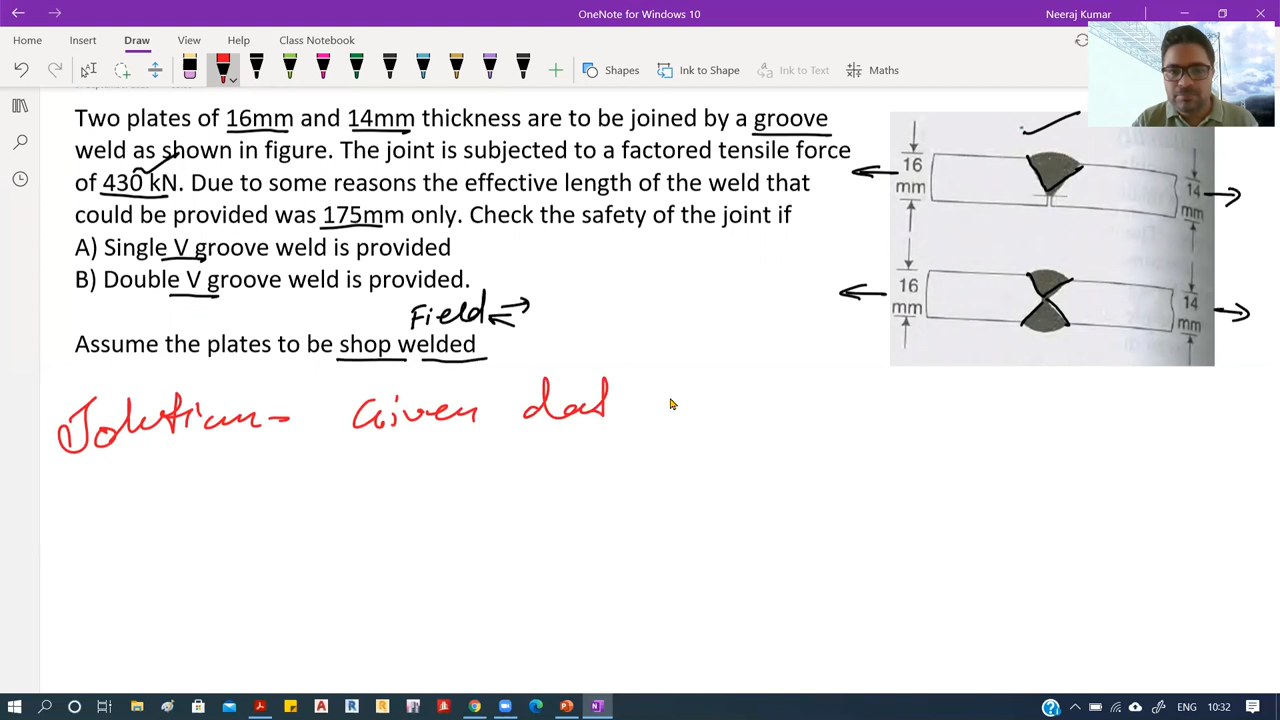 OneNote for Windows 10
Neeraj Kumar
Home Insert Draw View Help Class Notebook
Shapes Ink to Shape Ink to Text Maths
Two plates of 16mm and 14mm thickness are to be joined by a groove
weld as shown in figure. The joint is subjected to a factored tensile force
of 430 kN. Due to some reasons the effective length of the weld that
could be provided was 175mm only. Check the safety of the joint if
A) Single V groove weld is provided
B) Double V groove weld is provided.
Field
Assume the plates to be shop welded
16
mm
14
mm
16
mm
14
mm
Solution- Given dat
ENG 10:32